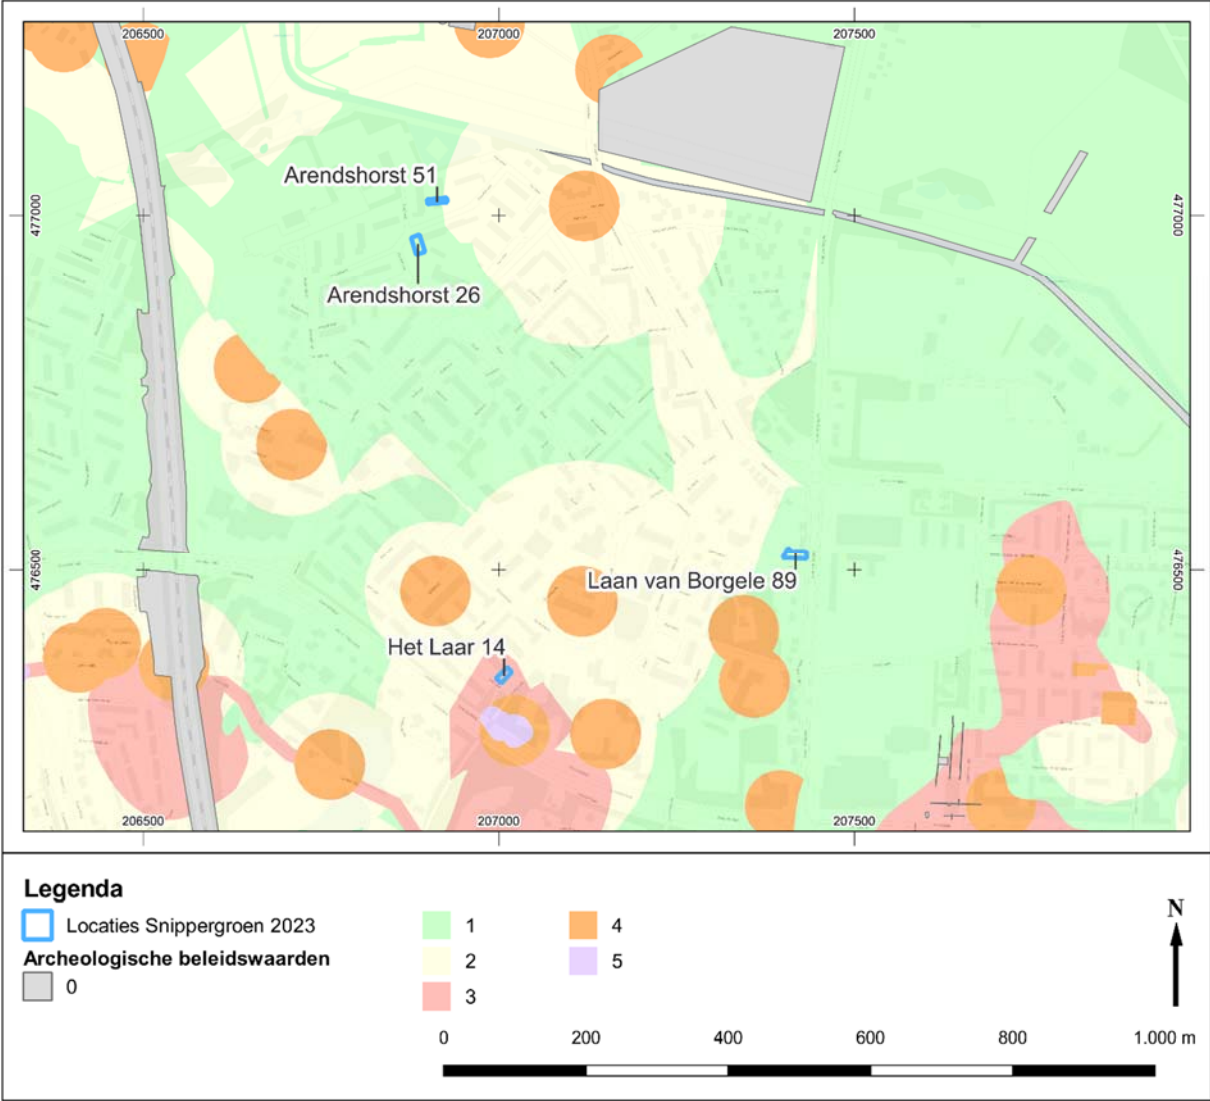 206500 207000 207500
Arendshorst 51
477000 477000
Arendshorst 26
476500 476500
Laan van Borgele 89
Het Laar 14
206500 207000 207500
Legenda
Locaties Snippergroen 2023
Archeologische beleidswaarden
0
1
2
3
4
5
N
0 200 400 600 800 1.000 m